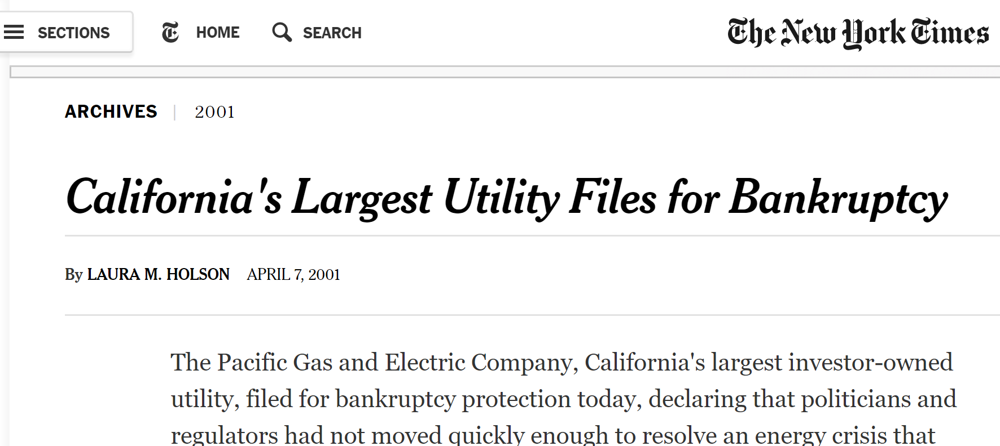 SECTIONS HOME SEARCH The New York Times
ARCHIVES | 2001
California's Largest Utility Files for Bankruptcy
By LAURA M. HOLSON APRIL 7, 2001
The Pacific Gas and Electric Company, California's largest investor-owned
utility, filed for bankruptcy protection today, declaring that politicians and
regulators had not moved quickly enough to resolve an energy crisis that